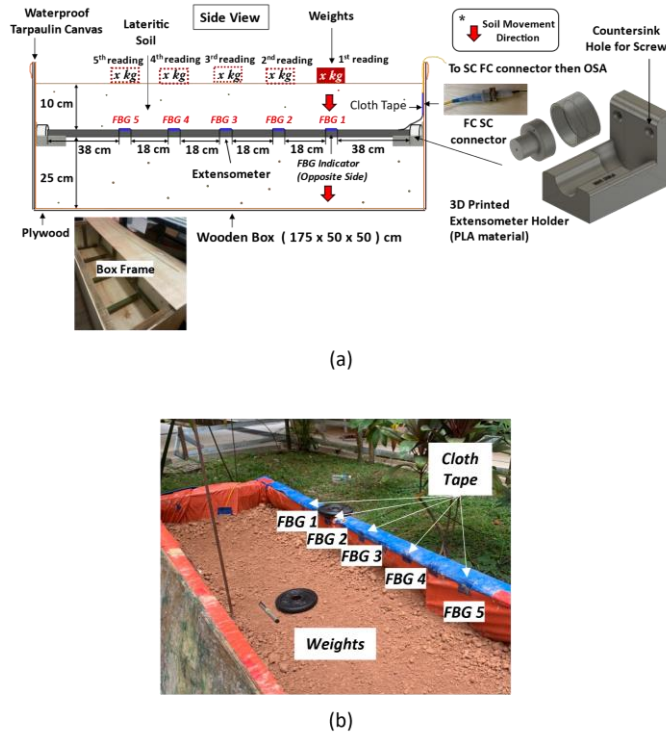 Waterproof
Tarpaulin Canvas
Lateritic
Soil
Side View
Weights
* Soil Movement
Direction
Countersink
Hole for Screw
5th reading
4th reading
3rd reading
2nd reading
1st reading
x kg
x kg
x kg
x kg
x kg
To SC FC connector then OSA
10 cm
Cloth Tape
FC SC
connector
FBG 5
FBG 4
FBG 3
FBG 2
FBG 1
38 cm
18 cm
18 cm
18 cm
18 cm
38 cm
Extensometer
FBG Indicator
(Opposite Side)
25 cm
3D Printed
Extensometer Holder
(PLA material)
Plywood
Wooden Box ( 175 x 50 x 50 ) cm
Box Frame
(a)
Cloth
Tape
FBG 1
FBG 2
FBG 3
FBG 4
FBG 5
Weights
(b)